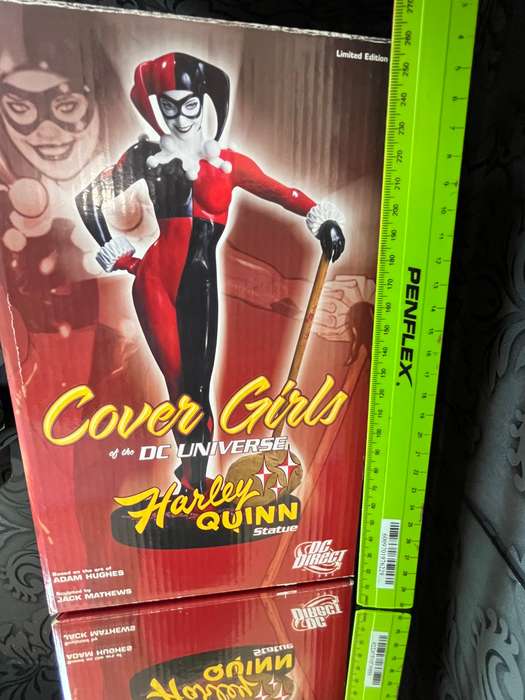 Limited Edition
PENFLEX.
Cover Girls
of the DC UNIVERSE
Harley
QUINN
Statue
Based on the art of
ADAM HUGHES
Sculpted by
JACK MATHEWS
DC
DIRECT